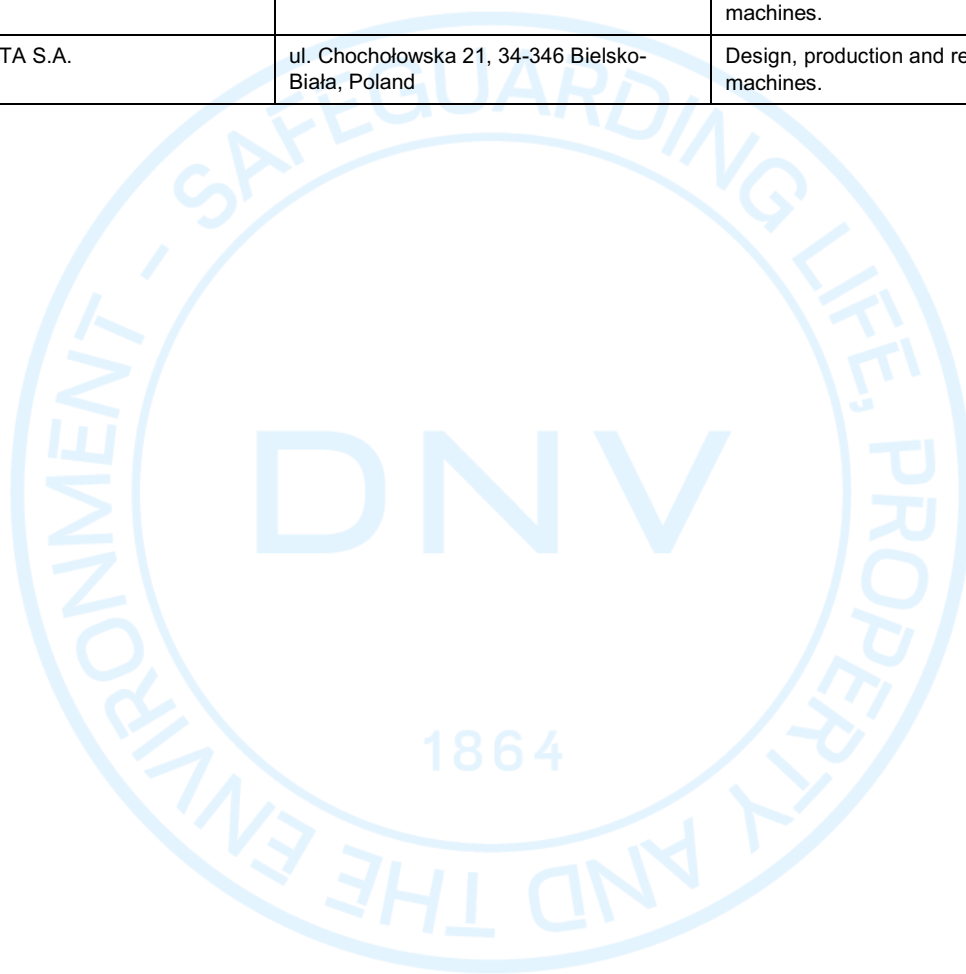 machines.
TA S.A.
ul. Chochołowska 21, 34-346 Bielsko-
Biała, Poland
Design, production and re
machines.
SAFEGUARDING LIFE, PROPERTY AND THE ENVIRONMENT -
DNV
1864